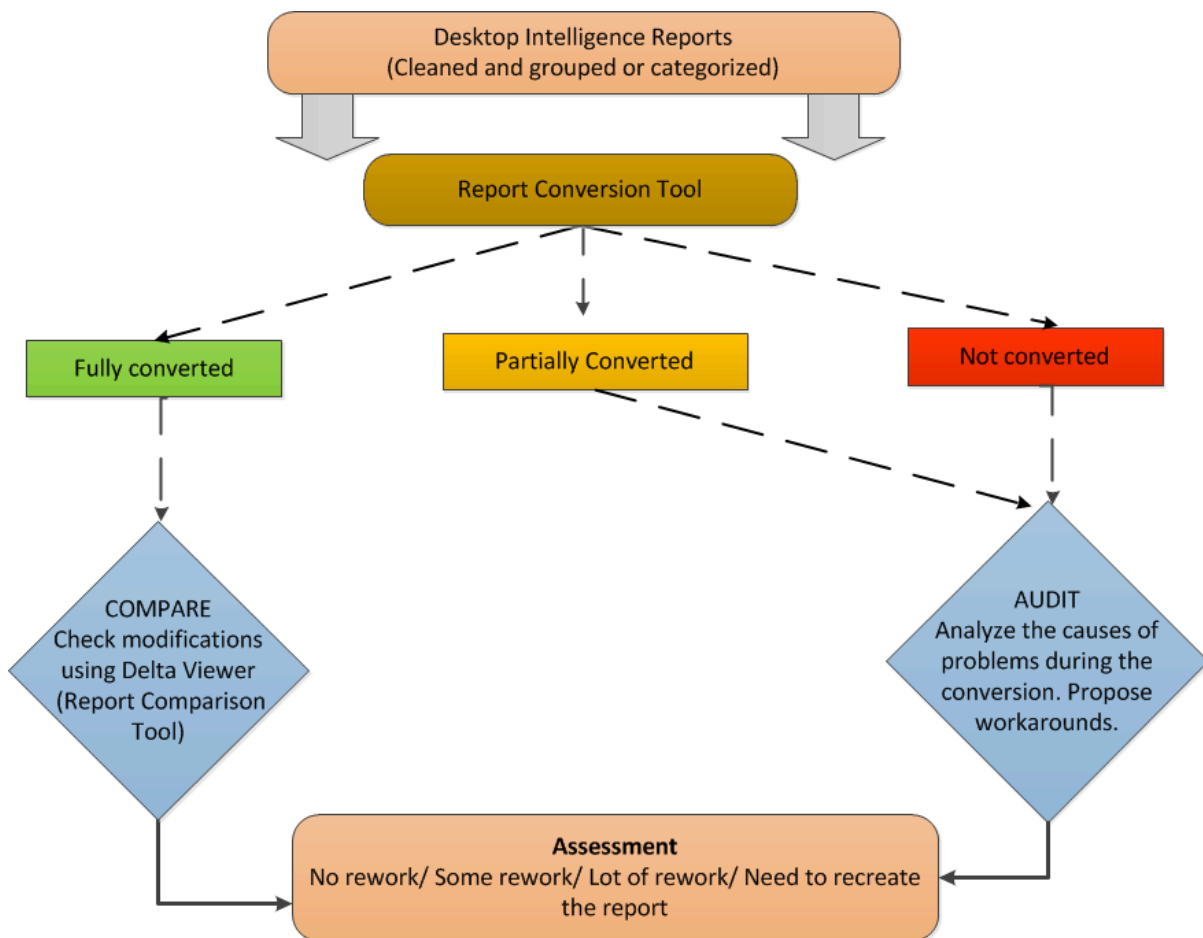 Desktop Intelligence Reports
(Cleaned and grouped or categorized)
Report Conversion Tool
Fully converted
Partially Converted
Not converted
COMPARE
Check modifications
using Delta Viewer
(Report Comparison
Tool)
AUDIT
Analyze the causes of
problems during the
conversion. Propose
workarounds.
Assessment
No rework/ Some rework/ Lot of rework/ Need to recreate
the report